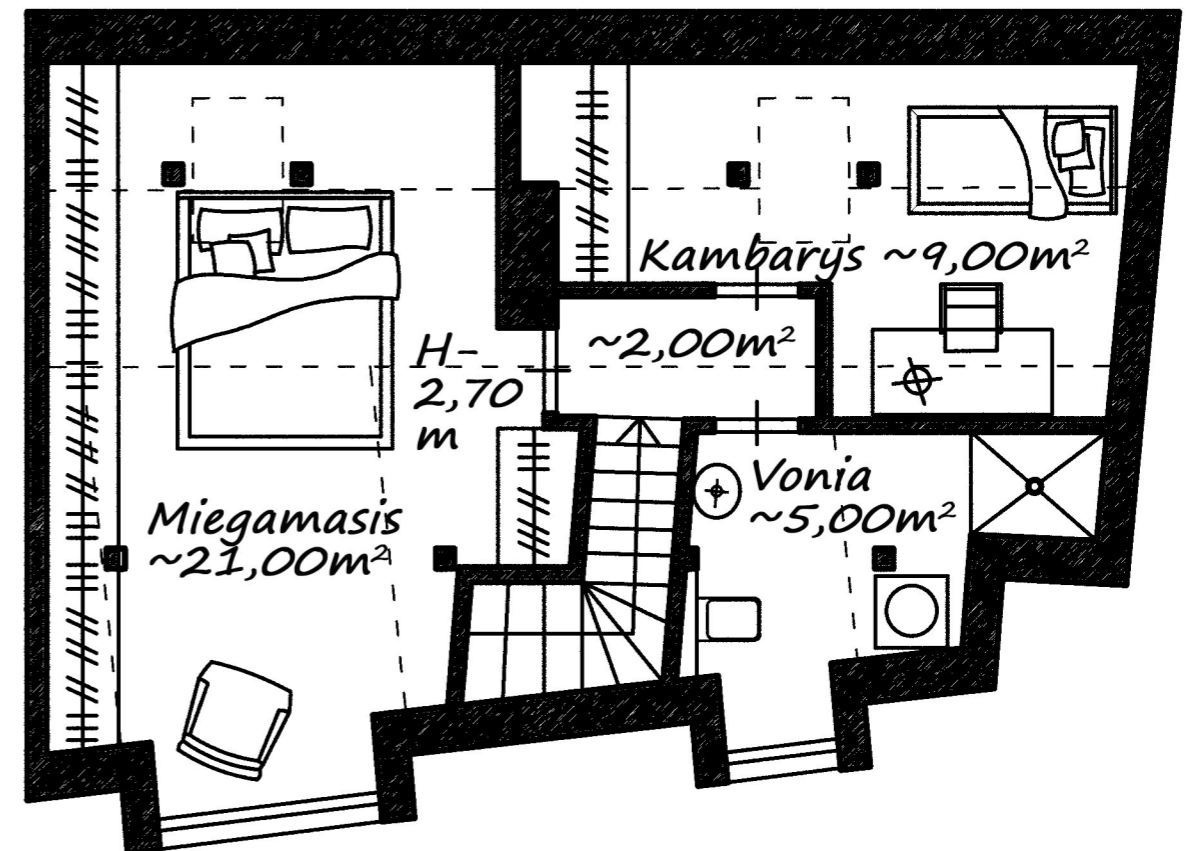 Kambarys ~9,00m²
~2,00m²
H-
2,70
m
Vonia
~5,00m²
Miegamasis
~21,00m²